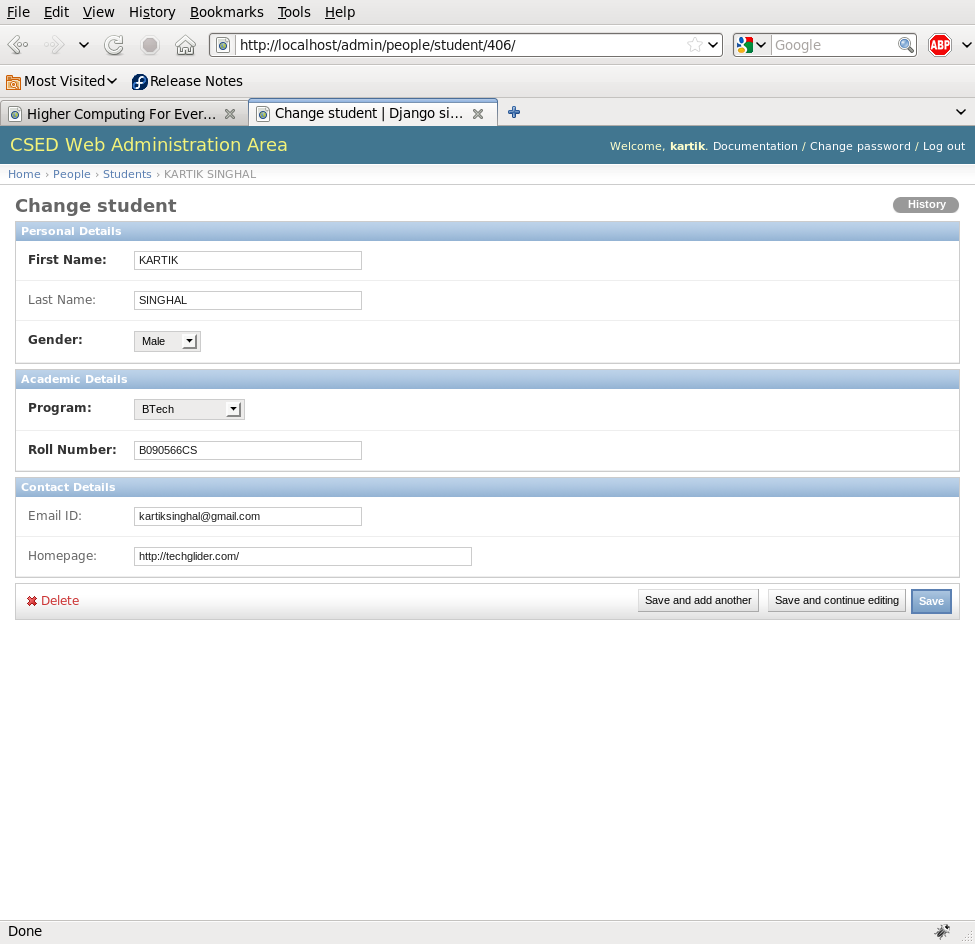 File Edit View History Bookmarks Tools Help
http://localhost/admin/people/student/406/ Google ABP
Most Visited Release Notes
Higher Computing For Ever... Change student | Django si...
CSED Web Administration Area Welcome, kartik. Documentation / Change password / Log out
Home › People › Students › KARTIK SINGHAL
Change student History
Personal Details
First Name: KARTIK
Last Name: SINGHAL
Gender: Male
Academic Details
Program: BTech
Roll Number: B090566CS
Contact Details
Email ID: kartiksinghal@gmail.com
Homepage: http://techglider.com/
Delete Save and add another Save and continue editing Save
Done